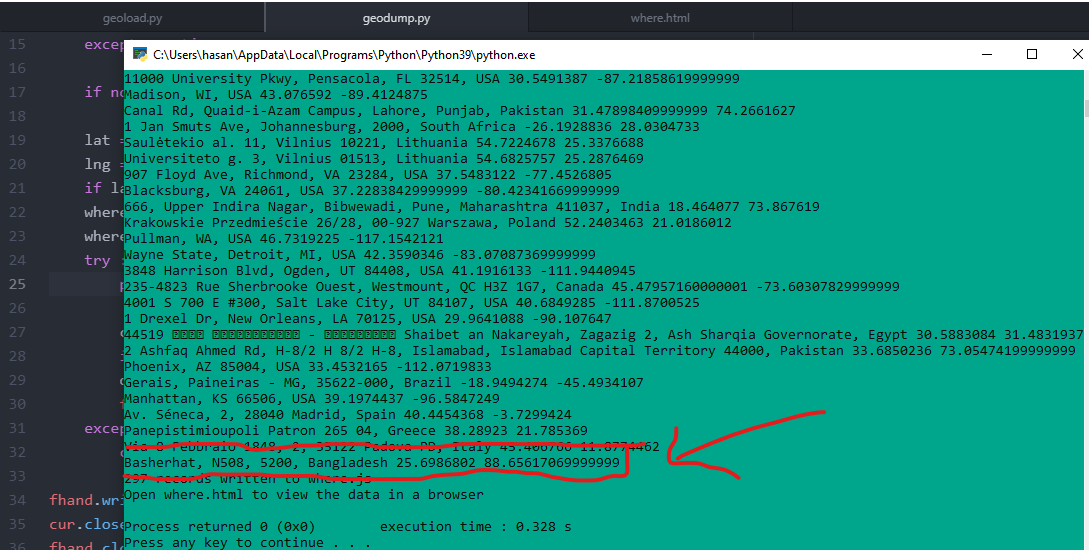 geoload.py geodump.py where.html
C:\Users\hasan\AppData\Local\Programs\Python\Python39\python.exe
15 exce
16
17 if no
18
19 lat =
20 lng =
21 if la
22 where
23 where
24 try :
25
26
27
28
29
30
31 exce
32
33
34 fhand.wri
35 cur.close
36 fhand.clo
11000 University Pkwy, Pensacola, FL 32514, USA 30.5491387 -87.21858619999999
Madison, WI, USA 43.076592 -89.4124875
Canal Rd, Quaid-i-Azam Campus, Lahore, Punjab, Pakistan 31.47898409999999 74.2661627
1 Jan Smuts Ave, Johannesburg, 2000, South Africa -26.1928836 28.0304733
Saulėtekio al. 11, Vilnius 10221, Lithuania 54.7224678 25.3376688
Universiteto g. 3, Vilnius 01513, Lithuania 54.6825757 25.2876469
907 Floyd Ave, Richmond, VA 23284, USA 37.5483122 -77.4526805
Blacksburg, VA 24061, USA 37.22838429999999 -80.42341669999999
666, Upper Indira Nagar, Bibwewadi, Pune, Maharashtra 411037, India 18.464077 73.867619
Krakowskie Przedmieście 26/28, 00-927 Warszawa, Poland 52.2403463 21.0186012
Pullman, WA, USA 46.7319225 -117.1542121
Wayne State, Detroit, MI, USA 42.3590346 -83.07087369999999
3848 Harrison Blvd, Ogden, UT 84408, USA 41.1916133 -111.9440945
235-4823 Rue Sherbrooke Ouest, Westmount, QC H3Z 1G7, Canada 45.47957160000001 -73.60307829999999
4001 S 700 E #300, Salt Lake City, UT 84107, USA 40.6849285 -111.8700525
1 Drexel Dr, New Orleans, LA 70125, USA 29.9641088 -90.107647
44519 - Shaibet an Nakareyah, Zagazig 2, Ash Sharqia Governorate, Egypt 30.5883084 31.4831937
2 Ashfaq Ahmed Rd, H-8/2 H 8/2 H-8, Islamabad, Islamabad Capital Territory 44000, Pakistan 33.6850236 73.05474199999999
Phoenix, AZ 85004, USA 33.4532165 -112.0719833
Gerais, Paineiras - MG, 35622-000, Brazil -18.9494274 -45.4934107
Manhattan, KS 66506, USA 39.1974437 -96.5847249
Av. Séneca, 2, 28040 Madrid, Spain 40.4454368 -3.7299424
Panepistimioupoli Patron 265 04, Greece 38.28923 21.785369
Via 8 Febbraio 1848, 2, 35122 Padova PD, Italy 45.406766 11.8774462
Basherhat, N508, 5200, Bangladesh 25.6986802 88.65617069999999
297 records written to where.js
Open where.html to view the data in a browser
Process returned 0 (0x0) execution time : 0.328 s
Press any key to continue . . .